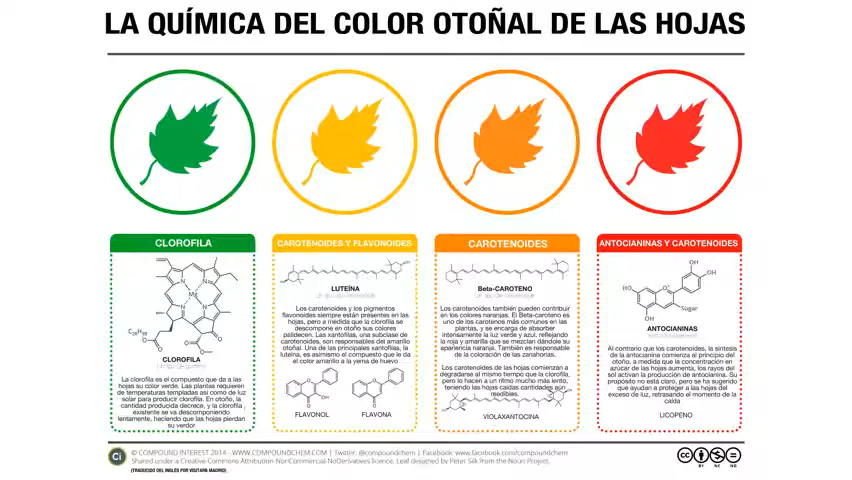 LA QUÍMICA DEL COLOR OTOÑAL DE LAS HOJAS
CLOROFILA
Mg
N
N
N
N
C20H39
O
O
O
O
O
CLOROFILA
La clorofila es el compuesto que da a las
hojas su color verde. Las plantas requieren
de temperaturas templadas así como de luz
solar para producir clorofila. En otoño, la
cantidad producida decrece, y la clorofila
existente se va descomponiendo
lentamente, haciendo que las hojas pierdan
su verdor
CAROTENOIDES Y FLAVONOIDES
LUTEÍNA
Los carotenoides y los pigmentos
flavonoides siempre están presentes en las
hojas, pero a medida que la clorofila se
descompone en otoño sus colores
palidecen. Las xantofilas, una subclase de
carotenoides, son responsables del amarillo
otoñal. Una de las principales xantofilas, la
luteína, es asimismo el compuesto que le da
el color amarillo a la yema de huevo
FLAVONOL
FLAVONA
CAROTENOIDES
Beta-CAROTENO
Los carotenoides también pueden contribuir
en los colores naranjas. El Beta-caroteno es
uno de los carotenos más comunes en las
plantas, y se encarga de absorber
intensamente la luz verde y azul, reflejando
la roja y amarilla que se mezclan dándole su
apariencia naranja. También es responsable
de la coloración de las zanahorias.
Los carotenoides de las hojas comienzan a
degradarse al mismo tiempo que la clorofila,
pero lo hacen a un ritmo mucho más lento,
teniendo las hojas caídas cantidades aún
medibles.
VIOLAXANTOCINA
ANTOCIANINAS Y CAROTENOIDES
OH
OH
HO
O+
Sugar
OH
ANTOCIANINAS
Al contrario que los carotenoides, la síntesis
de la antocianina comienza al principio del
otoño, a medida que la concentración en
azúcar de las hojas aumenta, los rayos del
sol activan la producción de antocianina. Su
propósito no está claro, pero se ha sugerido
que ayudan a proteger a las hojas del
exceso de luz, retrasando el momento de la
caída
LICOPENO
Ci
© COMPOUND INTEREST 2014 - WWW.COMPOUNDCHEM.COM | Twitter: @compoundchem | Facebook: www.facebook.com/compoundchem
Shared under a Creative Commons Attribution-NonCommercial-NoDerivatives licence. Leaf designed by Peter Silk from the Noun Project.
(TRADUCIDO DEL INGLÉS POR VISITARB MADRID)
CC
BY NC ND